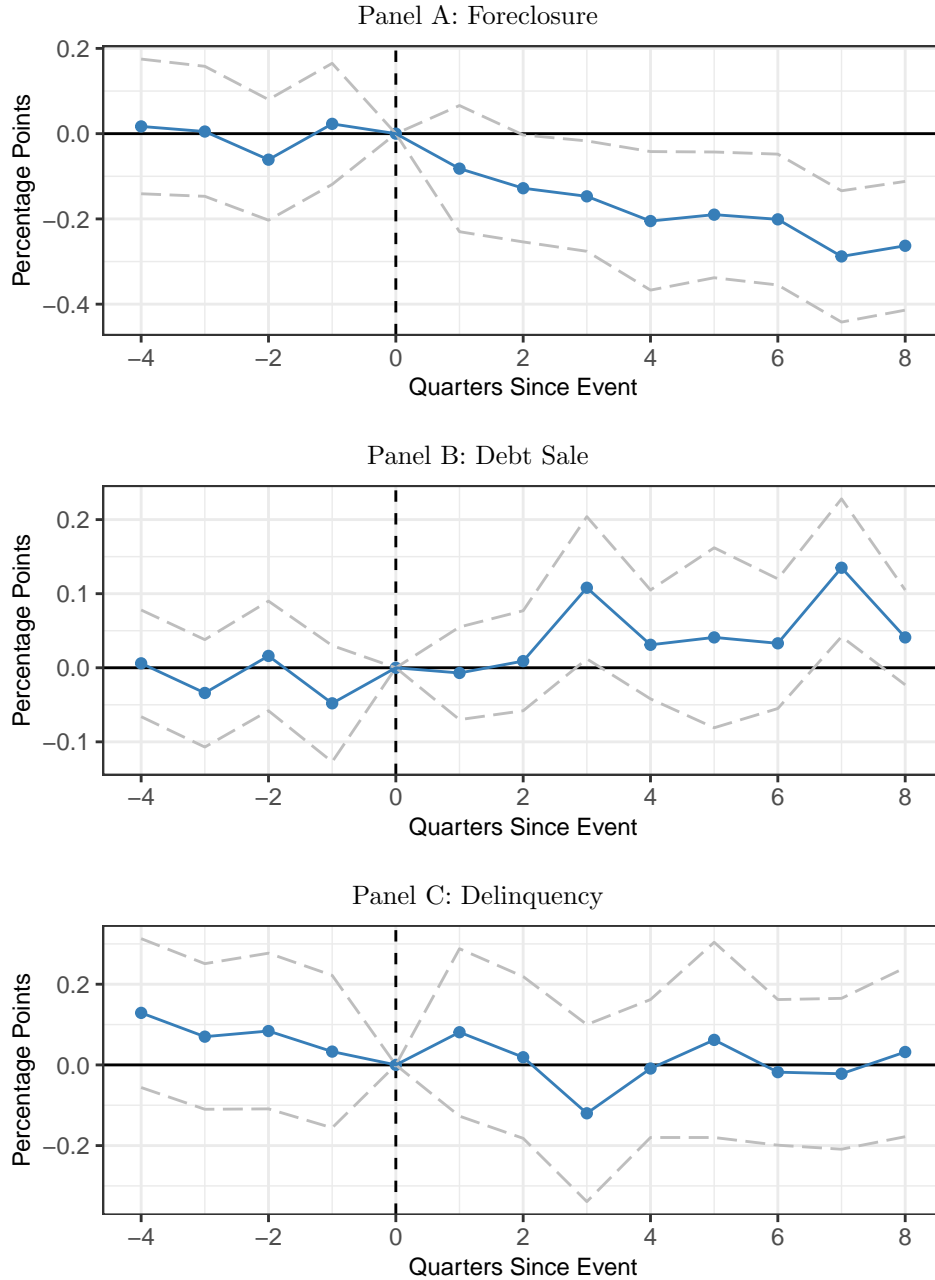 Panel A: Foreclosure
Percentage Points
0.2
0.0
−0.2
−0.4
−4 −2 0 2 4 6 8
Quarters Since Event
Panel B: Debt Sale
Percentage Points
0.2
0.1
0.0
−0.1
−4 −2 0 2 4 6 8
Quarters Since Event
Panel C: Delinquency
Percentage Points
0.2
0.0
−0.2
−4 −2 0 2 4 6 8
Quarters Since Event